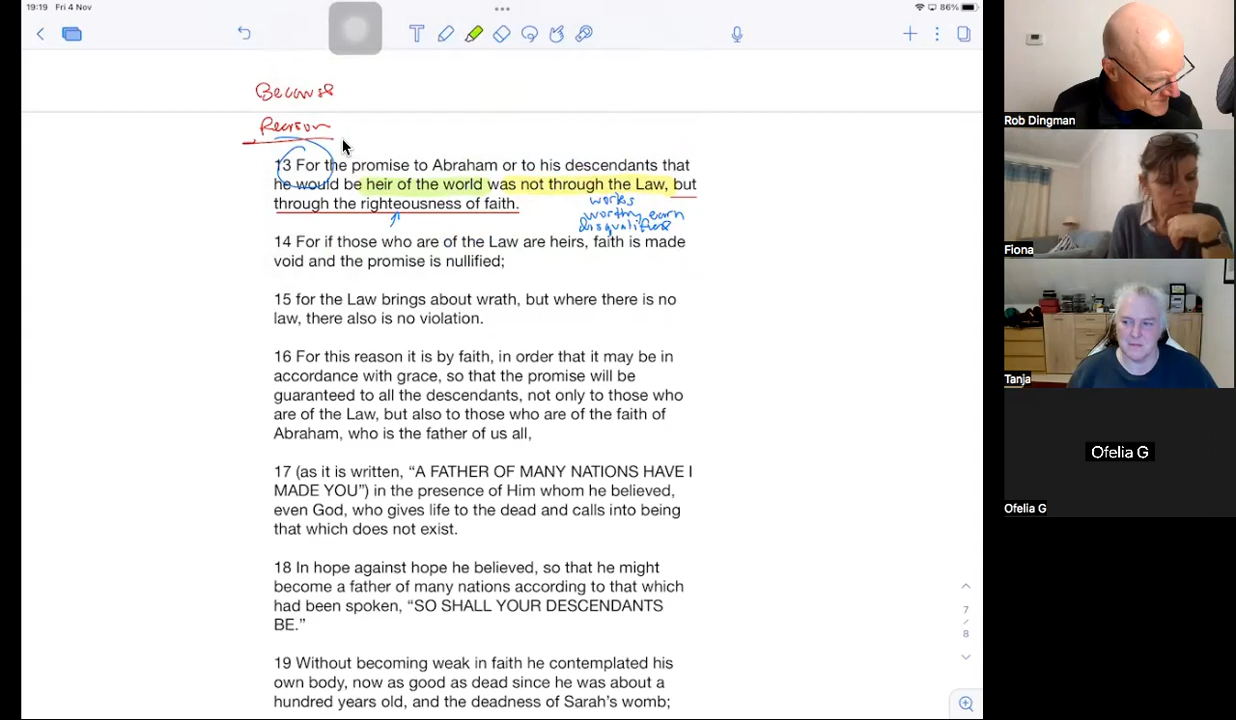 19:19 Fri 4 Nov
86%
Because
Reason
13 For the promise to Abraham or to his descendants that
he would be heir of the world was not through the Law, but
through the righteousness of faith.
works
worthy earn
disqualified
14 For if those who are of the Law are heirs, faith is made
void and the promise is nullified;
15 for the Law brings about wrath, but where there is no
law, there also is no violation.
16 For this reason it is by faith, in order that it may be in
accordance with grace, so that the promise will be
guaranteed to all the descendants, not only to those who
are of the Law, but also to those who are of the faith of
Abraham, who is the father of us all,
17 (as it is written, “A FATHER OF MANY NATIONS HAVE I
MADE YOU”) in the presence of Him whom he believed,
even God, who gives life to the dead and calls into being
that which does not exist.
18 In hope against hope he believed, so that he might
become a father of many nations according to that which
had been spoken, “SO SHALL YOUR DESCENDANTS
BE.”
19 Without becoming weak in faith he contemplated his
own body, now as good as dead since he was about a
hundred years old, and the deadness of Sarah’s womb;
7
/
8
Rob Dingman
Fiona
Tanja
Ofelia G
Ofelia G